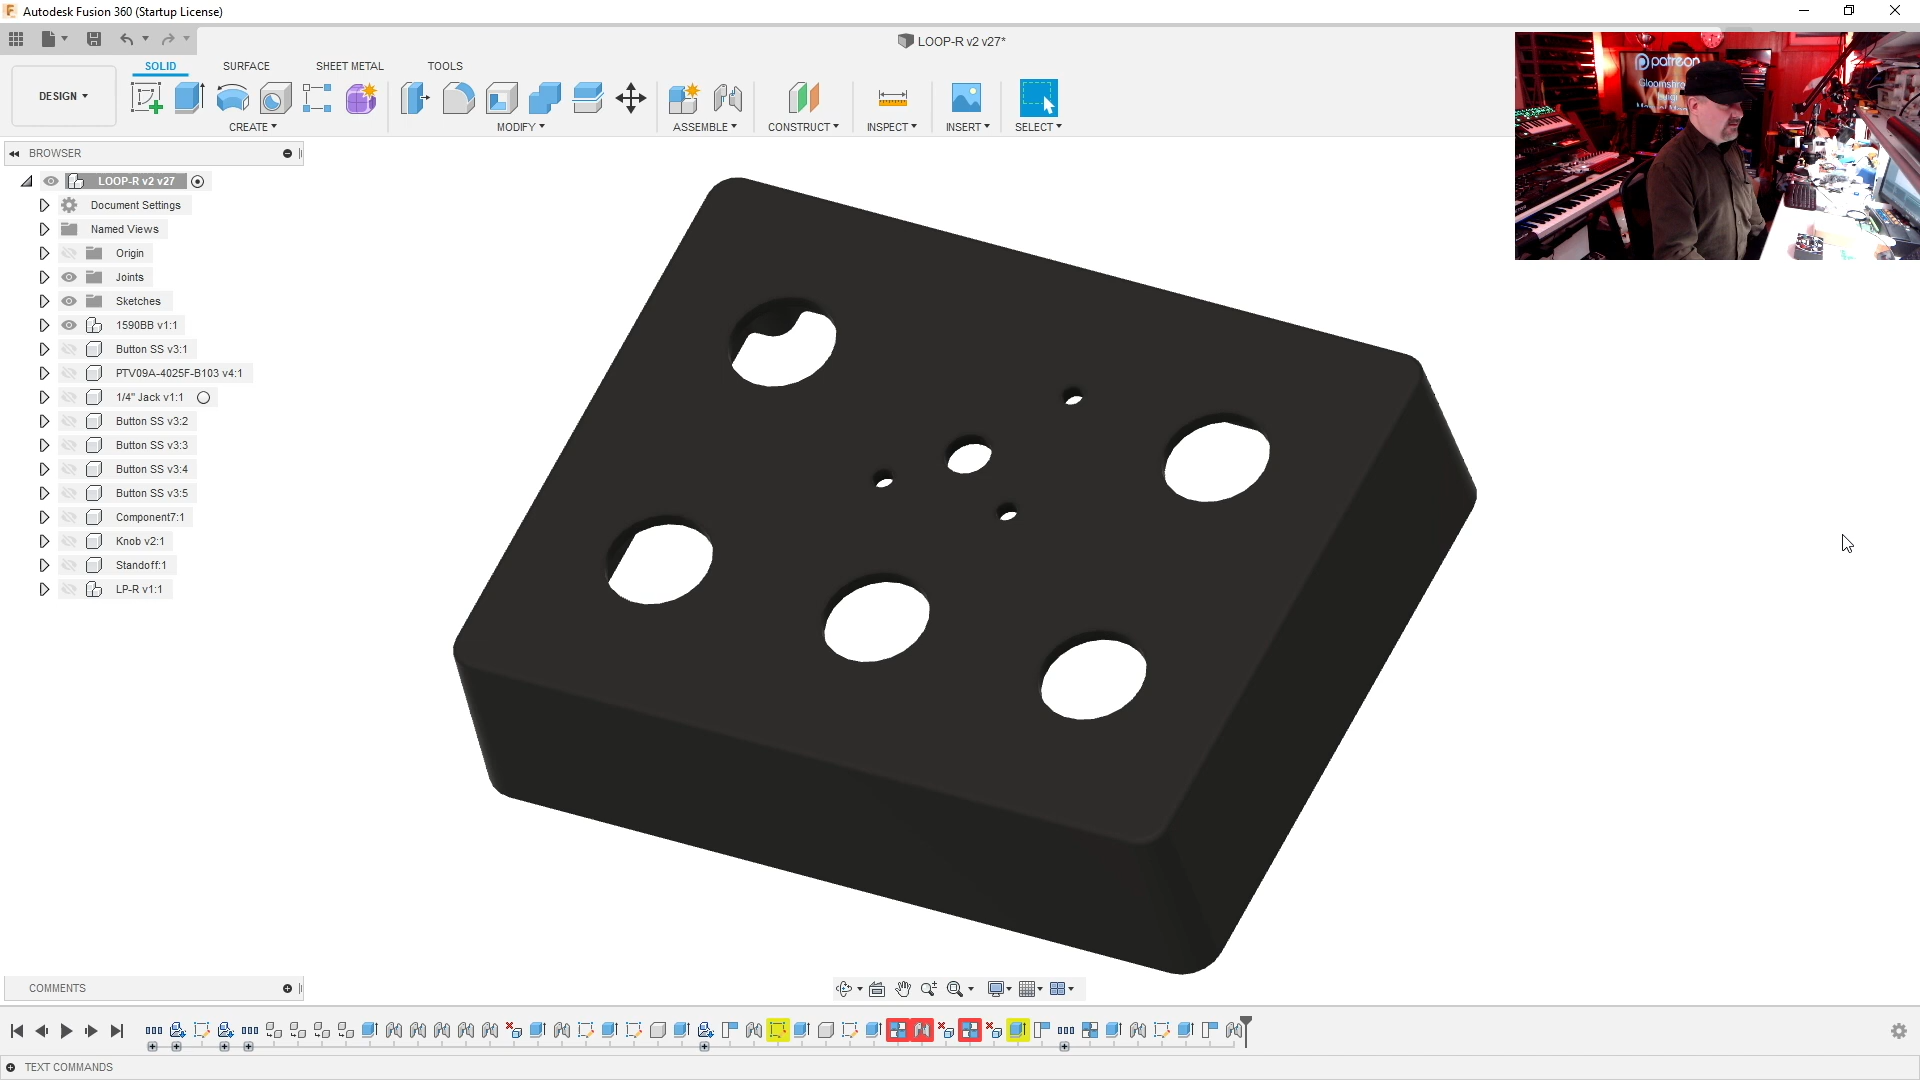 Autodesk Fusion 360 (Startup License)
LOOP-R v2 v27*
SOLID
SURFACE
SHEET METAL
TOOLS
DESIGN
CREATE
MODIFY
ASSEMBLE
CONSTRUCT
INSPECT
INSERT
SELECT
patreon
BROWSER
LOOP-R v2 v27
Document Settings
Named Views
Origin
Joints
Sketches
1590BB v1:1
Button SS v3:1
PTV09A-4025F-B103 v4:1
1/4" Jack v1:1
Button SS v3:2
Button SS v3:3
Button SS v3:4
Button SS v3:5
Component7:1
Knob v2:1
Standoff:1
LP-R v1:1
COMMENTS
TEXT COMMANDS